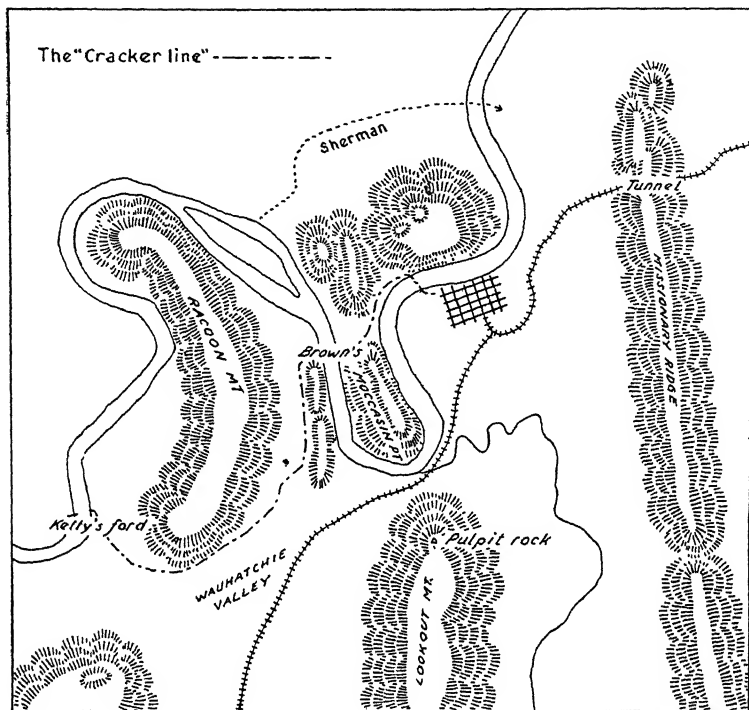 The "Cracker line"
Sherman
Tunnel
RACOON MT
MISSIONARY RIDGE
Brown's
MOCCASIN PT
Kelly's ford
Pulpit rock
WAUHATCHIE
VALLEY
LOOKOUT MT.